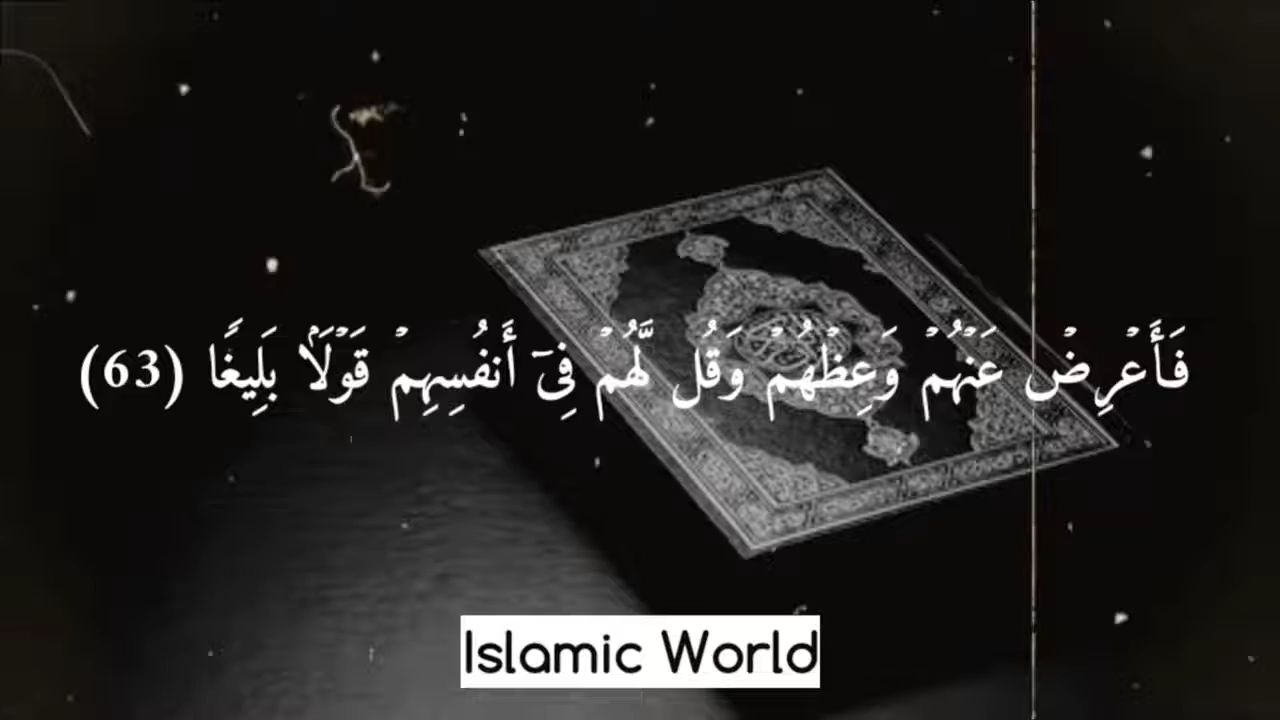 فَأَعْرِضْ عَنْهُمْ وَعِظْهُمْ وَقُل لَّهُمْ فِىٓ أَنفُسِهِمْ قَوْلًۢا بَلِيغًا (63)
Islamic World